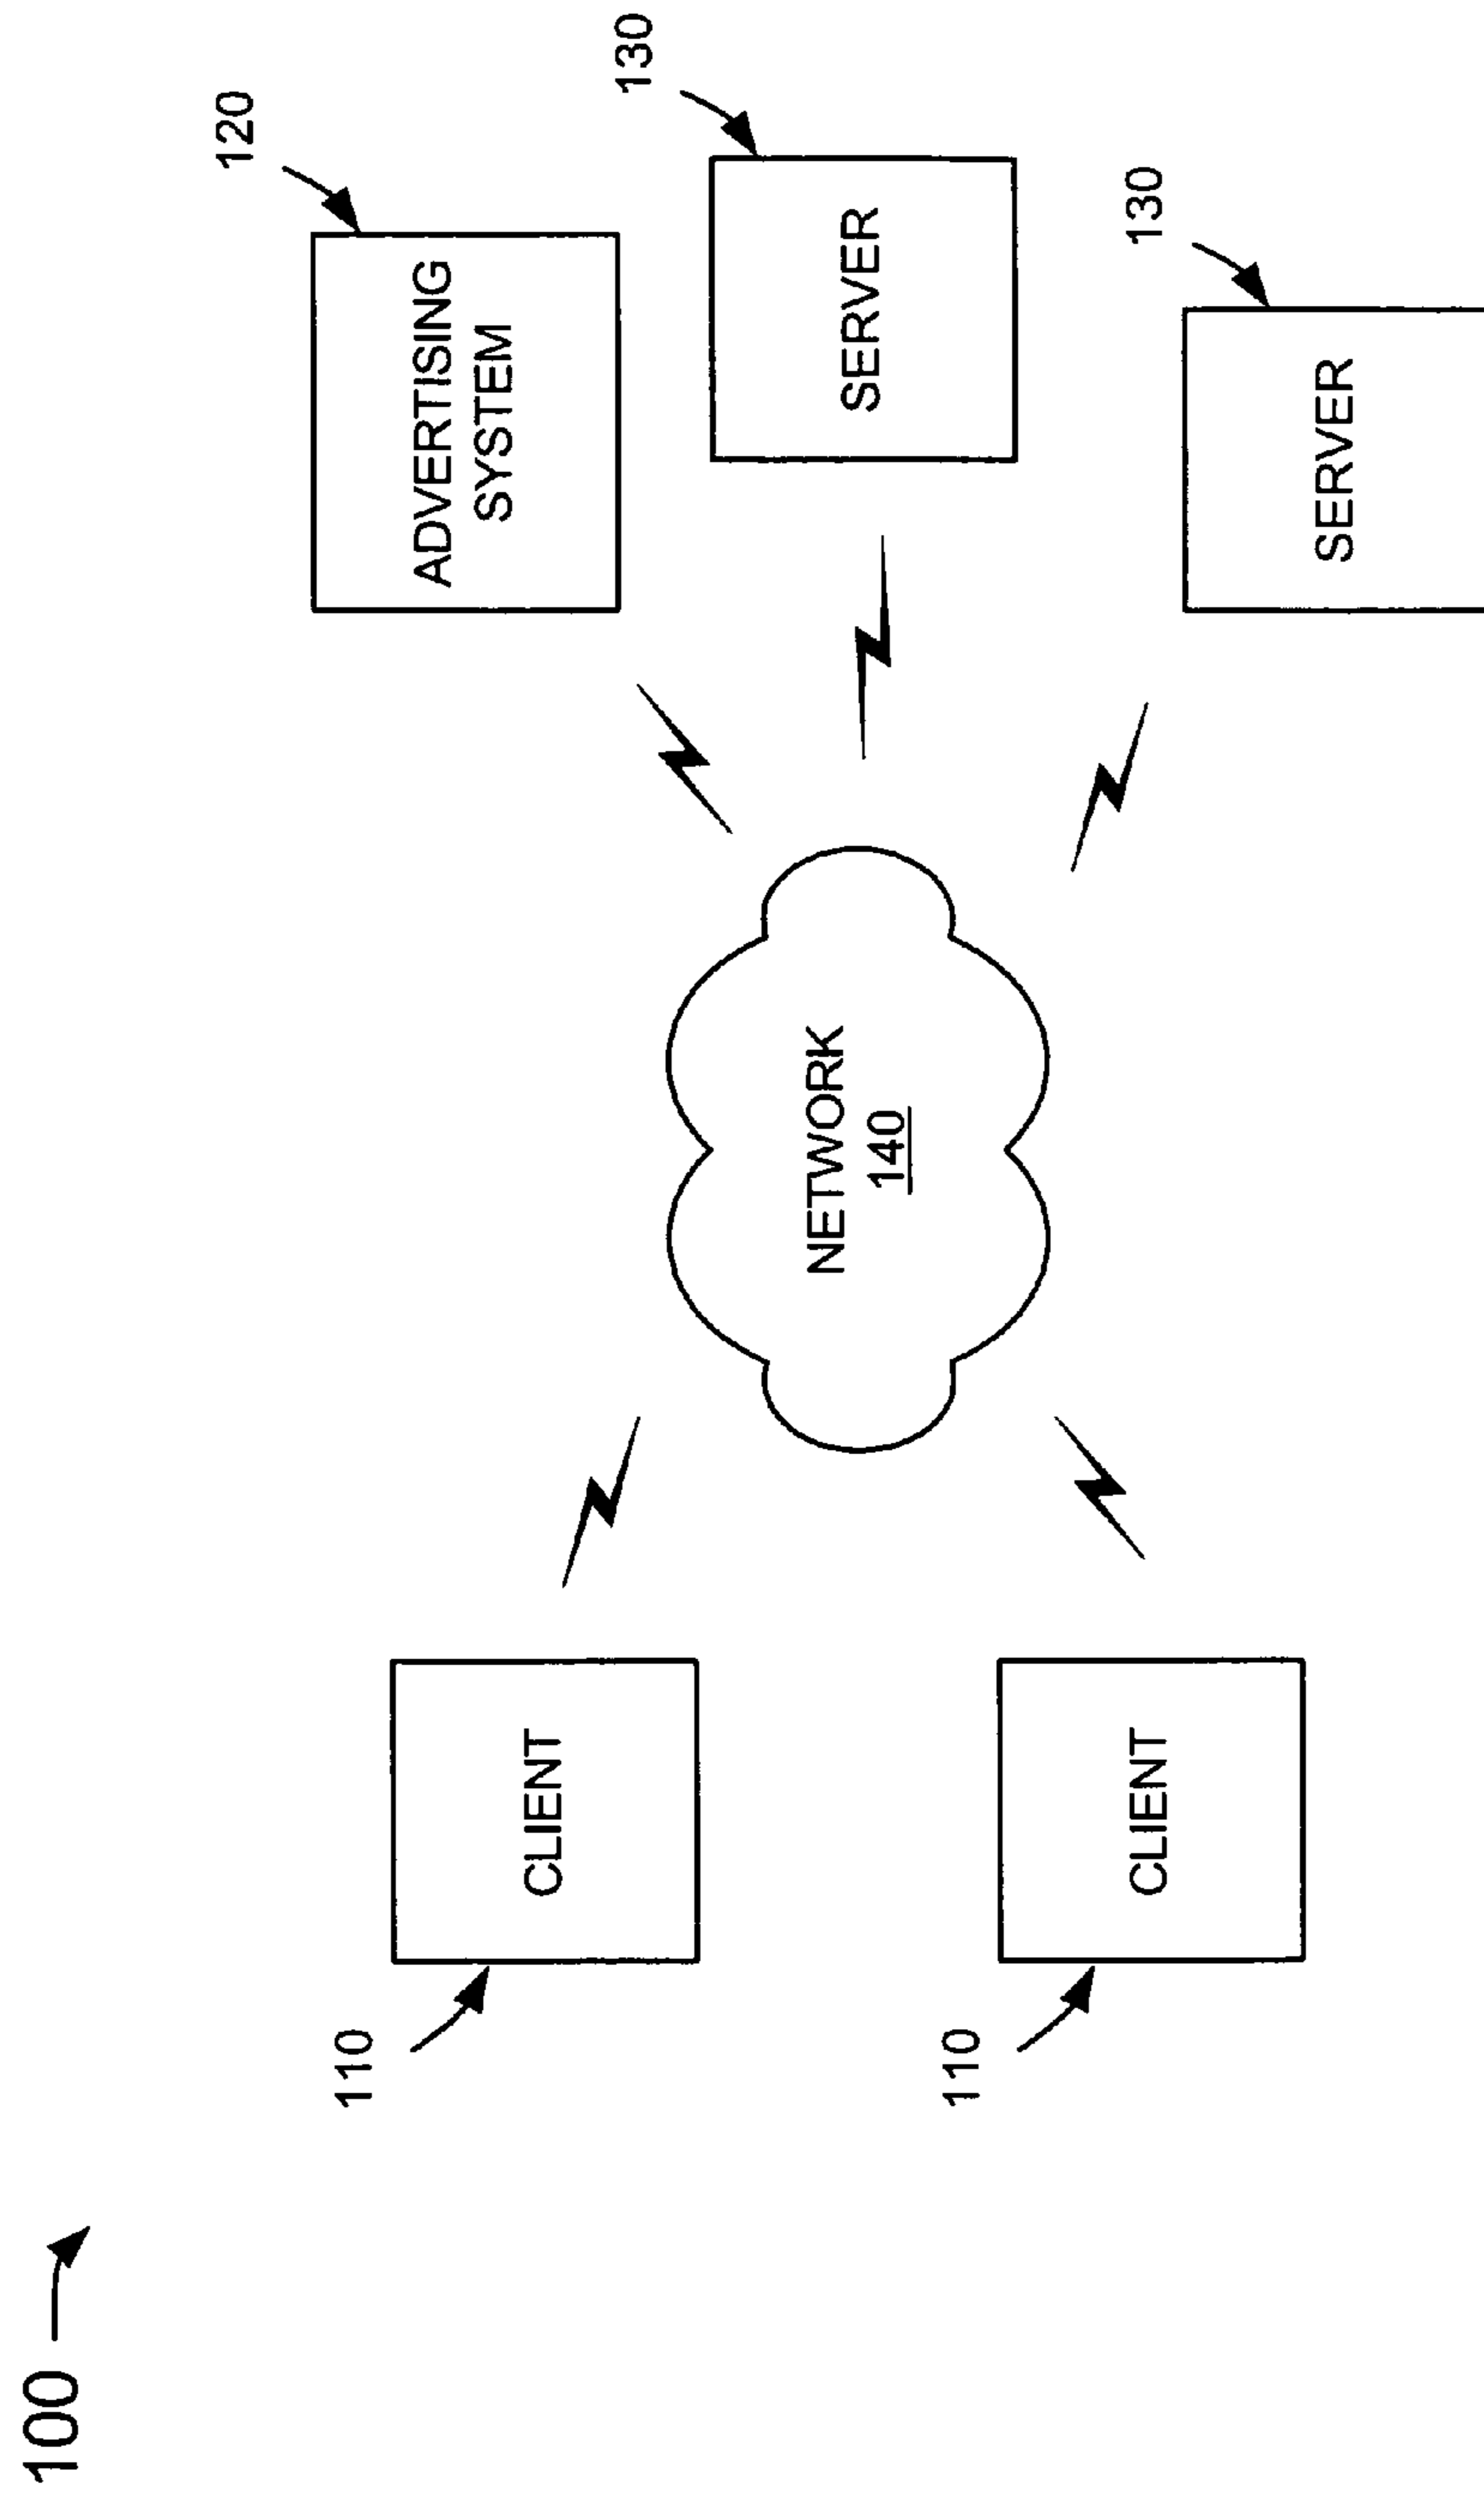 100
110
CLIENT
110
CLIENT
NETWORK
140
120
ADVERTISING
SYSTEM
130
SERVER
130
SERVER